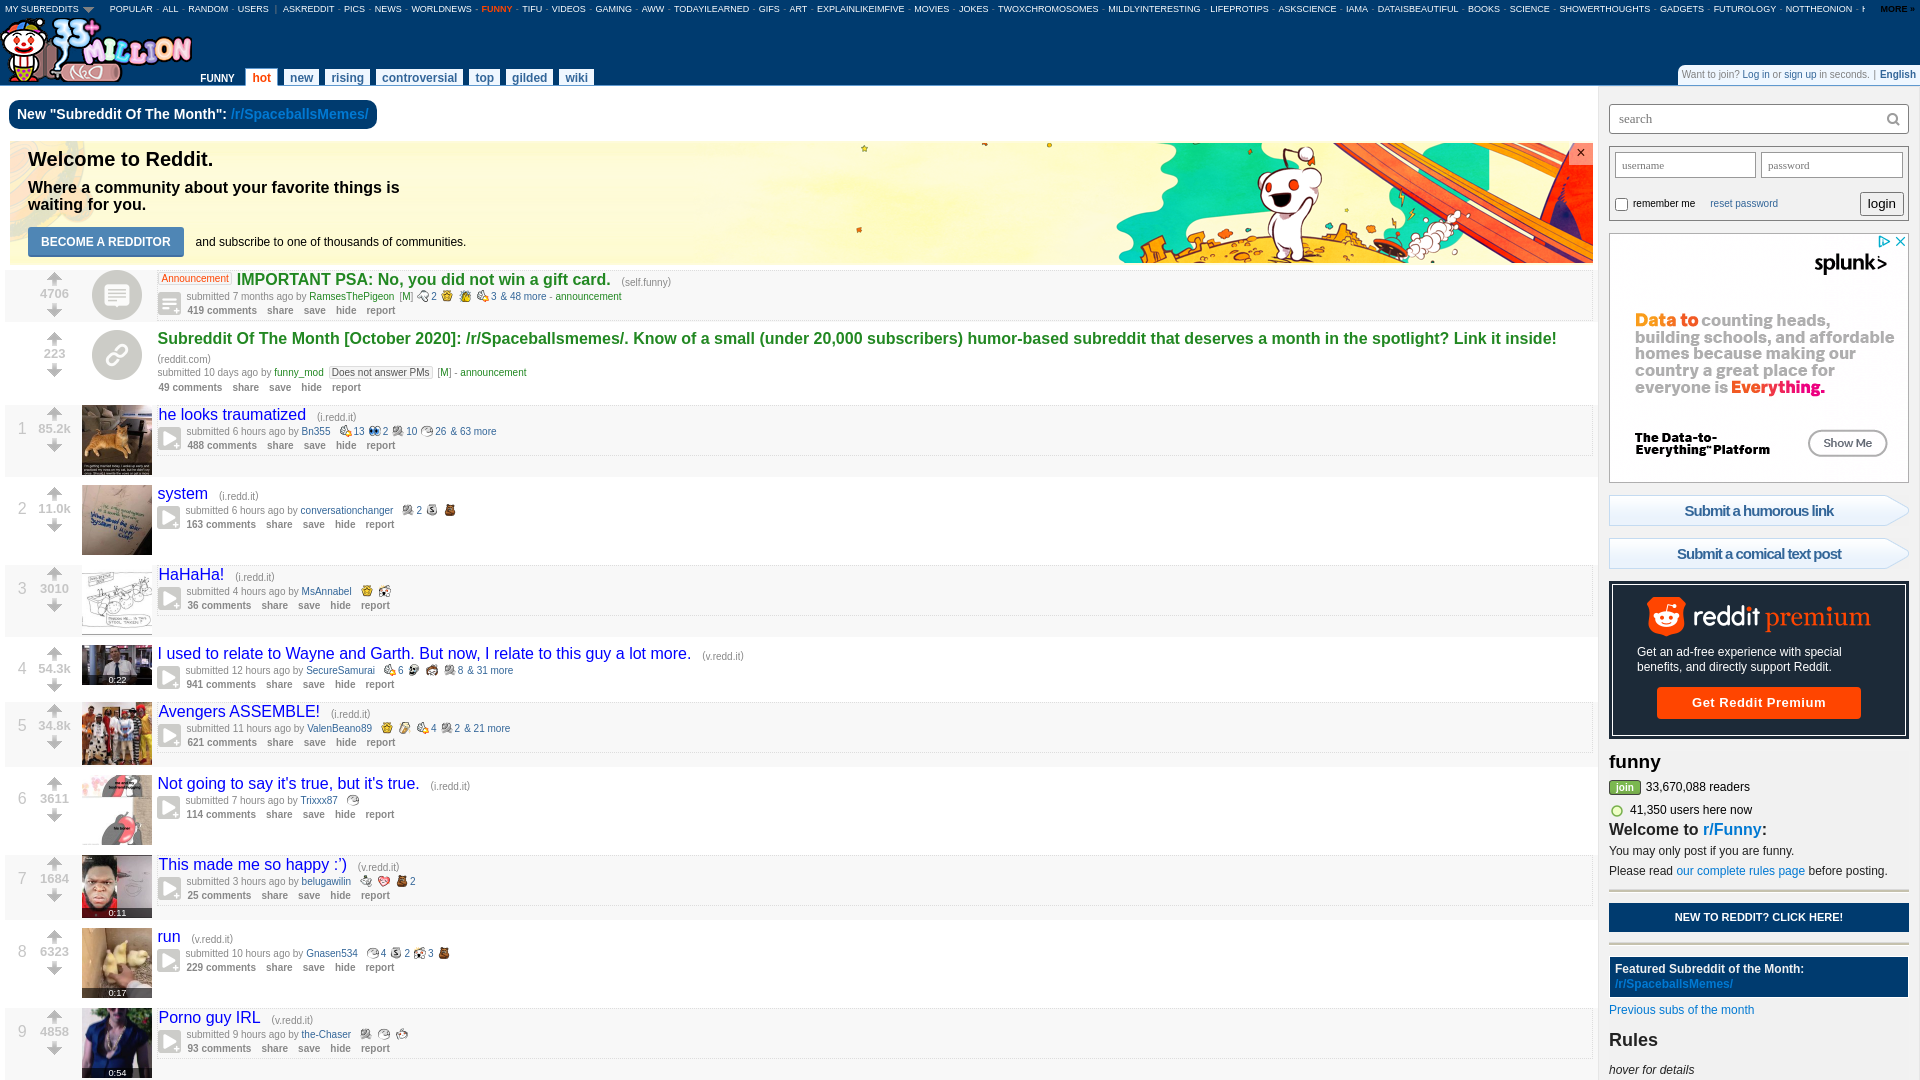 MY SUBREDDITS POPULAR - ALL - RANDOM - USERS | ASKREDDIT - PICS - NEWS - WORLDNEWS - FUNNY - TIFU - VIDEOS - GAMING - AWW - TODAYILEARNED - GIFS - ART - EXPLAINLIKEIMFIVE - MOVIES - JOKES - TWOXCHROMOSOMES - MILDLYINTERESTING - LIFEPROTIPS - ASKSCIENCE - IAMA - DATAISBEAUTIFUL - BOOKS - SCIENCE - SHOWERTHOUGHTS - GADGETS - FUTUROLOGY - NOTTHEONION - MORE »
33+ MILLION
FUNNY hot new rising controversial top gilded wiki
Want to join? Log in or sign up in seconds. | English
New "Subreddit Of The Month": /r/SpaceballsMemes/
Welcome to Reddit.
Where a community about your favorite things is
waiting for you.
BECOME A REDDITOR and subscribe to one of thousands of communities.
×
4706
Announcement IMPORTANT PSA: No, you did not win a gift card. (self.funny)
submitted 7 months ago by RamsesThePigeon [M] 2 3 & 48 more - announcement
419 comments share save hide report
223
Subreddit Of The Month [October 2020]: /r/Spaceballsmemes/. Know of a small (under 20,000 subscribers) humor-based subreddit that deserves a month in the spotlight? Link it inside!
(reddit.com)
submitted 10 days ago by funny_mod Does not answer PMs [M] - announcement
49 comments share save hide report
1 85.2k
he looks traumatized (i.redd.it)
submitted 6 hours ago by Bn355 13 2 10 26 & 63 more
488 comments share save hide report
2 11.0k
system (i.redd.it)
submitted 6 hours ago by conversationchanger 2
163 comments share save hide report
3 3010
HaHaHa! (i.redd.it)
submitted 4 hours ago by MsAnnabel
36 comments share save hide report
4 54.3k
0:22
I used to relate to Wayne and Garth. But now, I relate to this guy a lot more. (v.redd.it)
submitted 12 hours ago by SecureSamurai 6 8 & 31 more
941 comments share save hide report
5 34.8k
Avengers ASSEMBLE! (i.redd.it)
submitted 11 hours ago by ValenBeano89 4 2 & 21 more
621 comments share save hide report
6 3611
Not going to say it's true, but it's true. (i.redd.it)
submitted 7 hours ago by Trixxx87
114 comments share save hide report
7 1684
0:11
This made me so happy :’) (v.redd.it)
submitted 3 hours ago by belugawilin 2
25 comments share save hide report
8 6323
0:17
run (v.redd.it)
submitted 10 hours ago by Gnasen534 4 2 3
229 comments share save hide report
9 4858
0:54
Porno guy IRL (v.redd.it)
submitted 9 hours ago by the-Chaser
93 comments share save hide report
search
username password
remember me reset password login
splunk>
Data to counting heads,
building schools, and affordable
homes because making our
country a great place for
everyone is Everything.
The Data-to-
Everything™ Platform
Show Me
Submit a humorous link
Submit a comical text post
reddit premium
Get an ad-free experience with special
benefits, and directly support Reddit.
Get Reddit Premium
funny
join 33,670,088 readers
41,350 users here now
Welcome to r/Funny:
You may only post if you are funny.
Please read our complete rules page before posting.
NEW TO REDDIT? CLICK HERE!
Featured Subreddit of the Month:
/r/SpaceballsMemes/
Previous subs of the month
Rules
hover for details